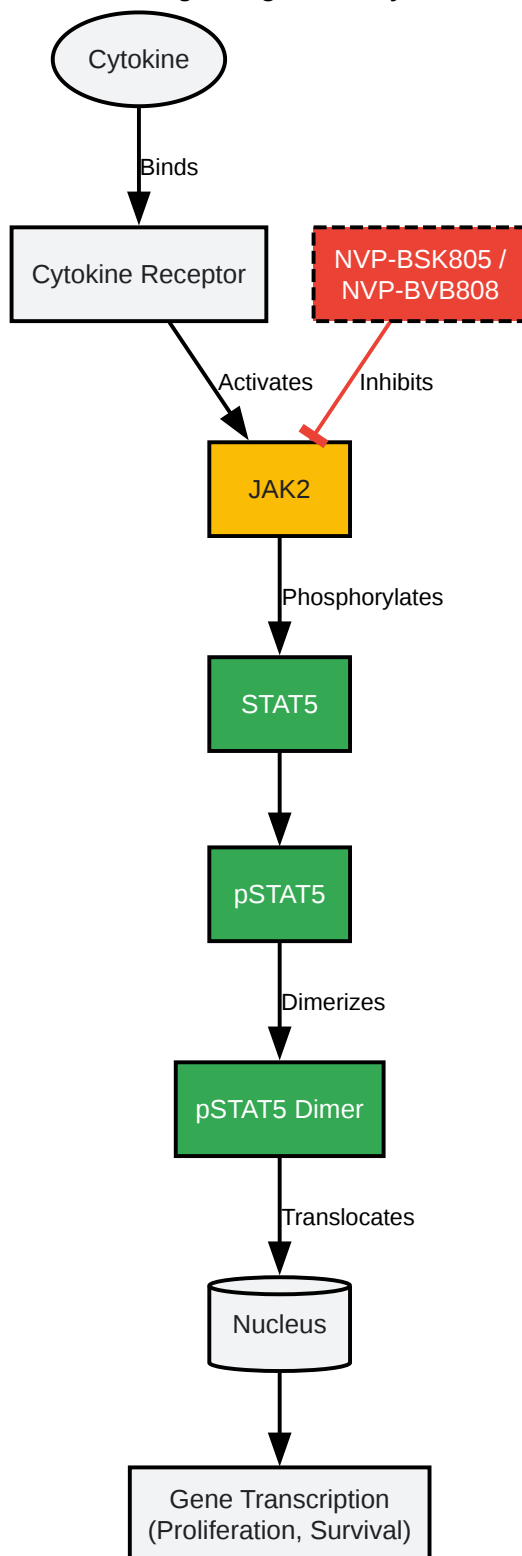 Cytokine
Binds
Cytokine Receptor
NVP-BSK805 /
NVP-BVB808
Activates
Inhibits
JAK2
Phosphorylates
STAT5
pSTAT5
Dimerizes
pSTAT5 Dimer
Translocates
Nucleus
Gene Transcription
(Proliferation, Survival)